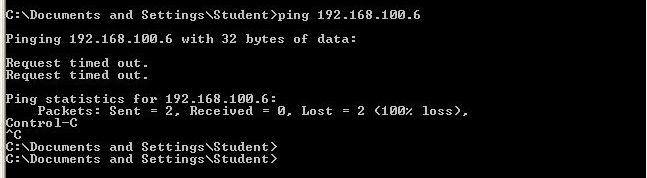 C:\Documents and Settings\Student>ping 192.168.100.6
Pinging 192.168.100.6 with 32 bytes of data:
Request timed out.
Request timed out.
Ping statistics for 192.168.100.6:
    Packets: Sent = 2, Received = 0, Lost = 2 (100% loss),
Control-C
^C
C:\Documents and Settings\Student>
C:\Documents and Settings\Student>